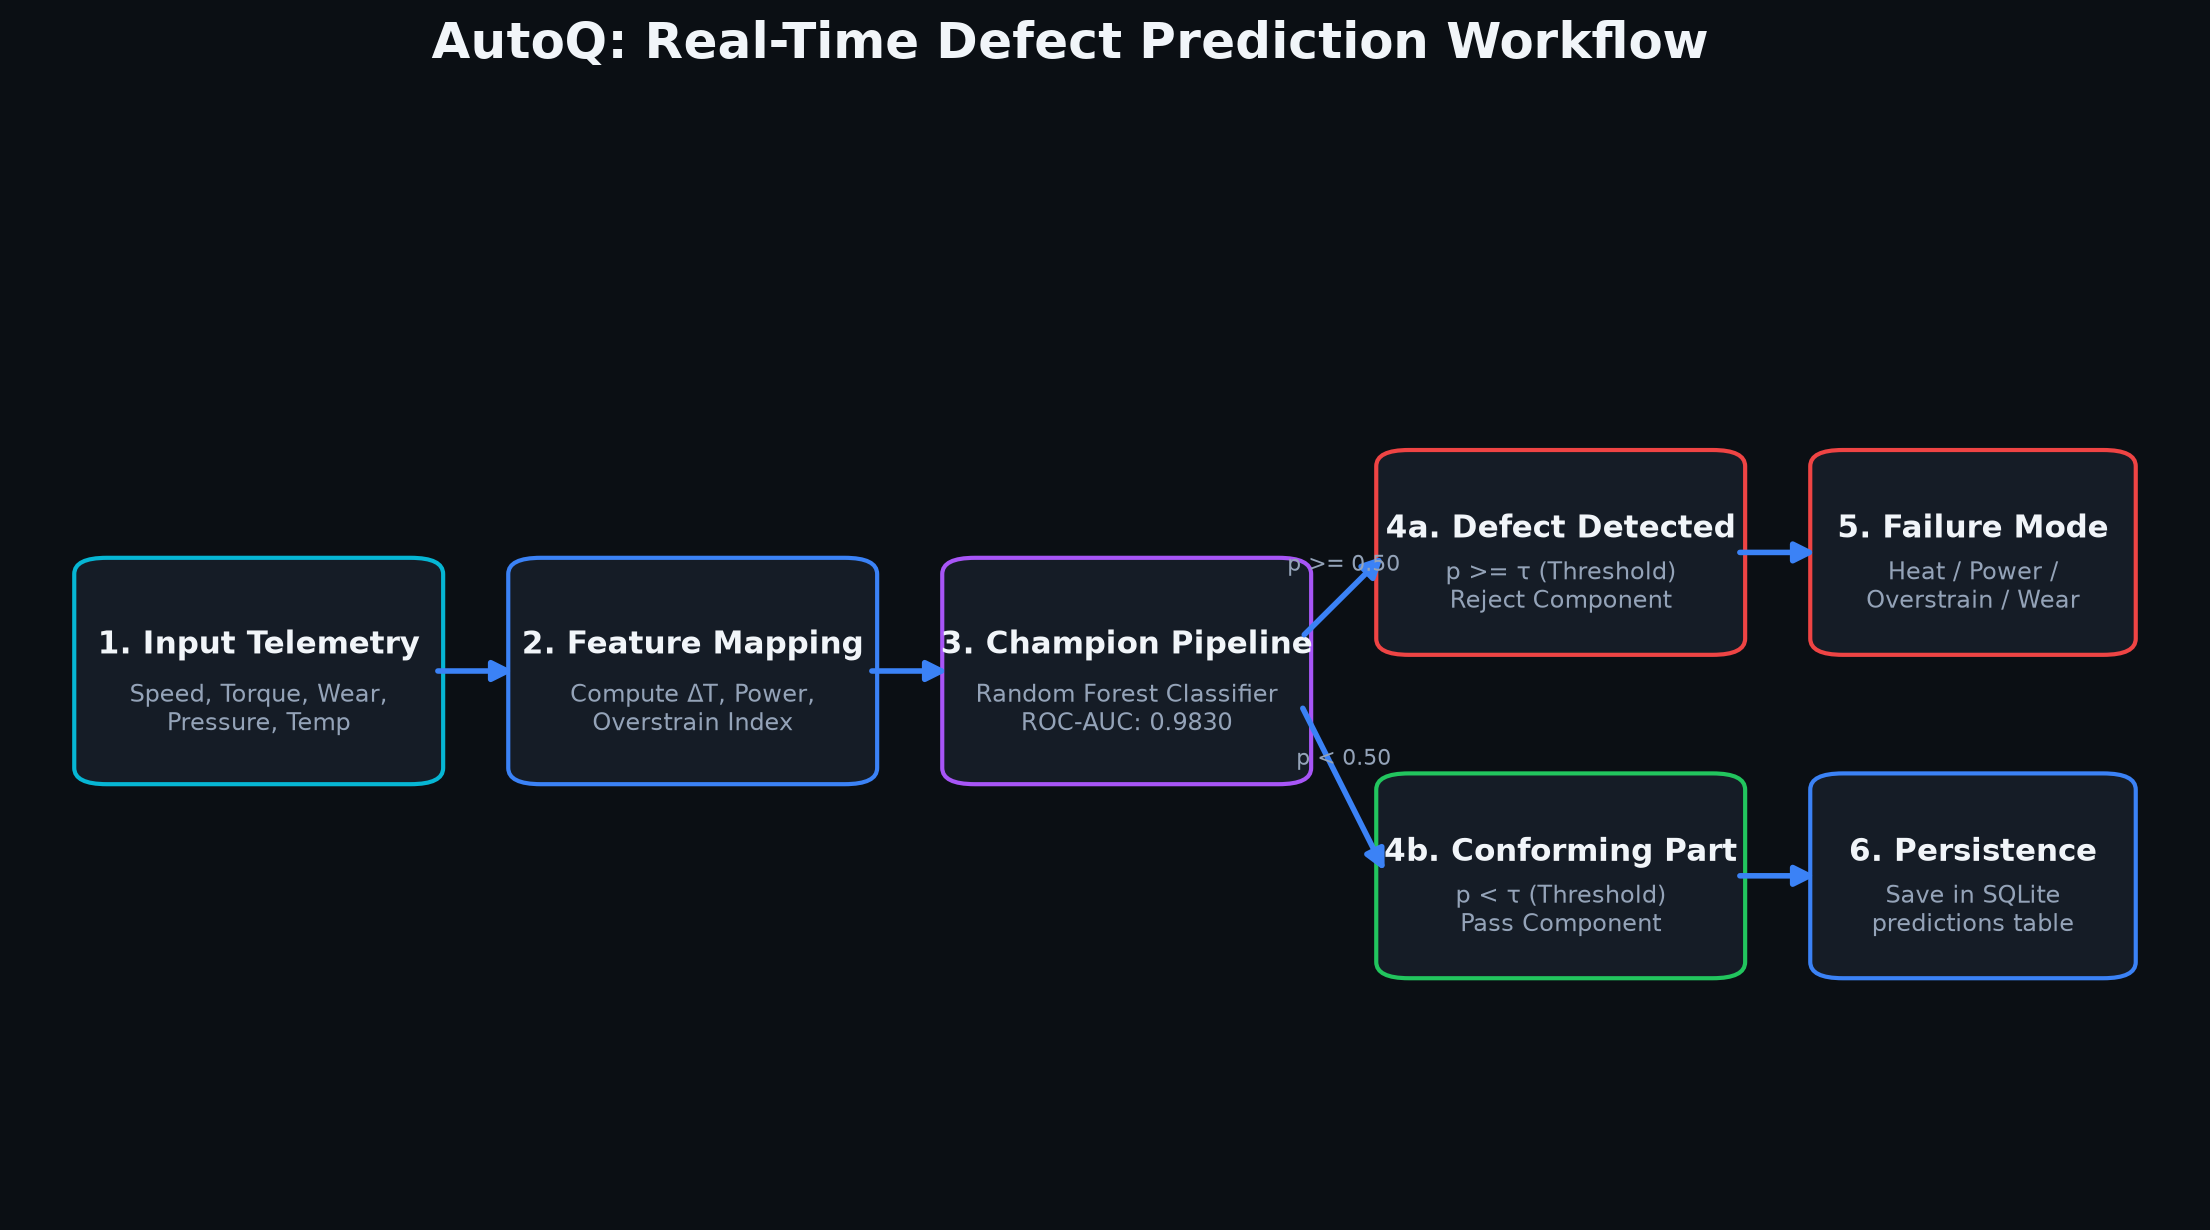 AutoQ: Real-Time Defect Prediction Workflow
1. Input Telemetry
Speed, Torque, Wear,
Pressure, Temp
2. Feature Mapping
Compute ΔT, Power,
Overstrain Index
3. Champion Pipeline
Random Forest Classifier
ROC-AUC: 0.9830
p >= 0.50
p < 0.50
4a. Defect Detected
p >= τ (Threshold)
Reject Component
5. Failure Mode
Heat / Power /
Overstrain / Wear
4b. Conforming Part
p < τ (Threshold)
Pass Component
6. Persistence
Save in SQLite
predictions table